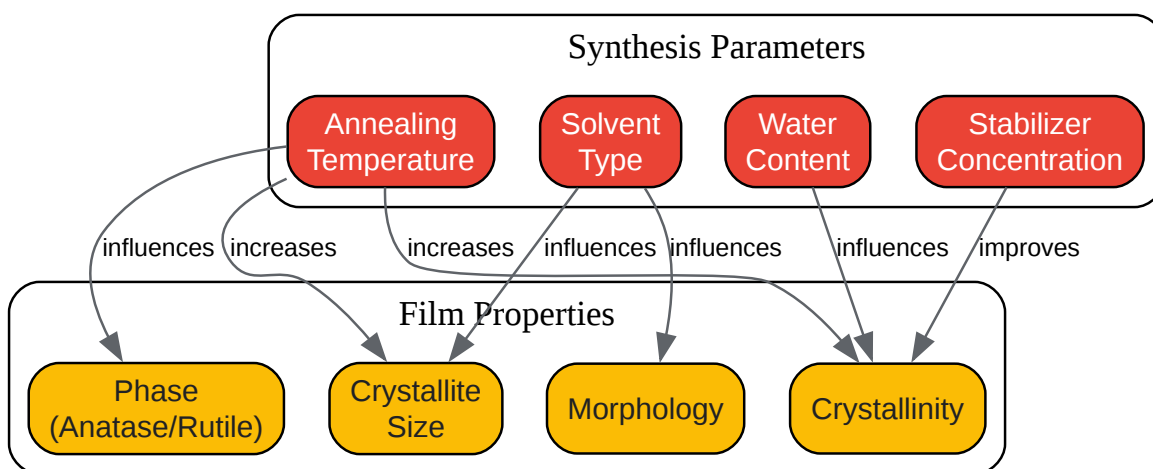 Synthesis Parameters
Annealing
Temperature
Solvent
Type
Water
Content
Stabilizer
Concentration
influences
increases
increases
influences
influences
influences
improves
Film Properties
Phase
(Anatase/Rutile)
Crystallite
Size
Morphology
Crystallinity